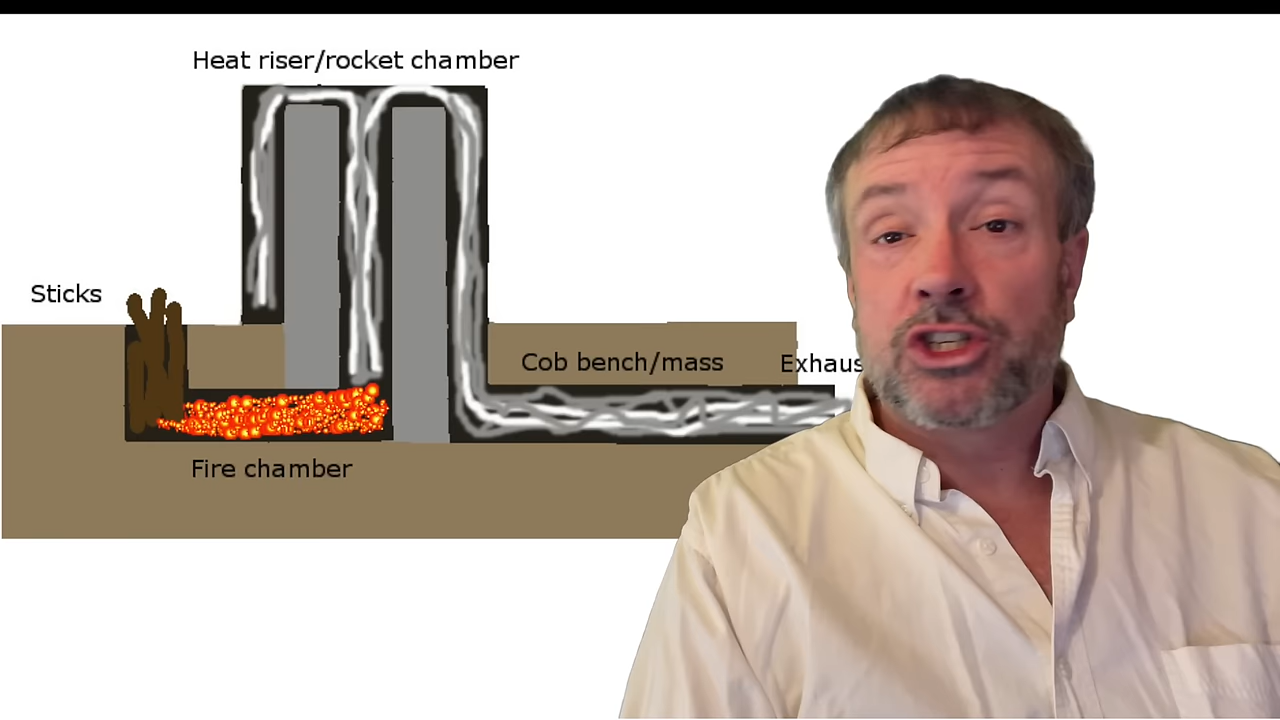 Heat riser/rocket chamber
Sticks
Cob bench/mass
Exhaus
Fire chamber